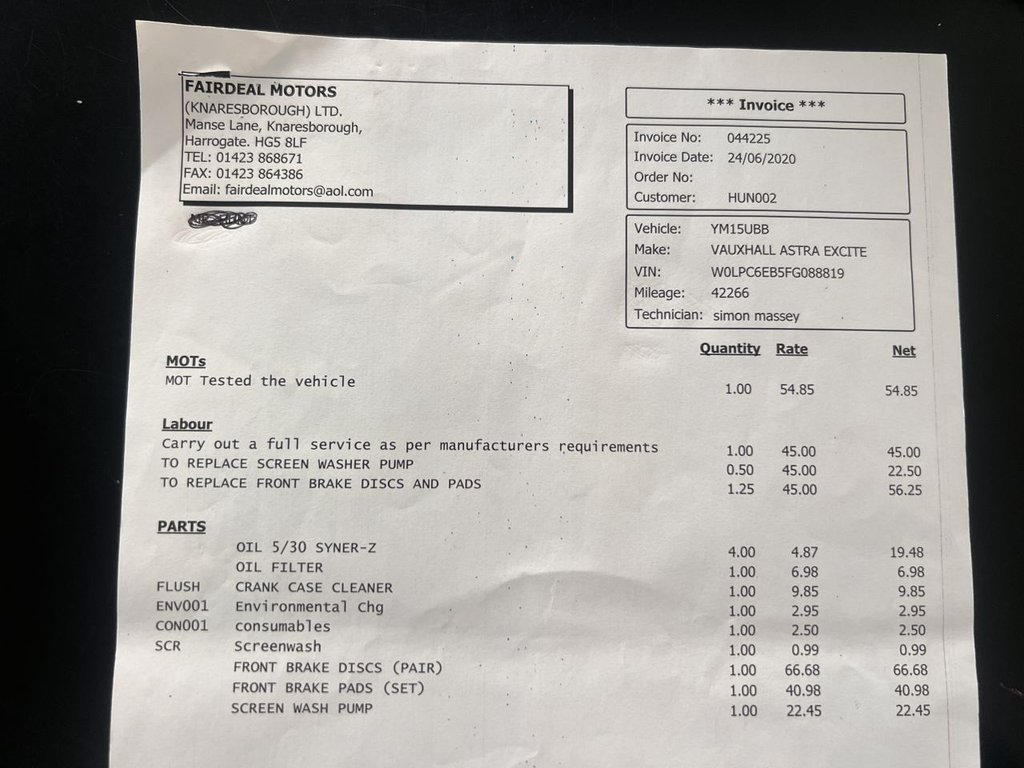 FAIRDEAL MOTORS
(KNARESBOROUGH) LTD.
Manse Lane, Knaresborough,
Harrogate. HG5 8LF
TEL: 01423 868671
FAX: 01423 864386
Email: fairdealmotors@aol.com
*** Invoice ***
Invoice No: 044225
Invoice Date: 24/06/2020
Order No:
Customer: HUN002
Vehicle: YM15UBB
Make: VAUXHALL ASTRA EXCITE
VIN: W0LPC6EB5FG088819
Mileage: 42266
Technician: simon massey
Quantity Rate Net
MOTs
MOT Tested the vehicle 1.00 54.85 54.85
Labour
Carry out a full service as per manufacturers requirements 1.00 45.00 45.00
TO REPLACE SCREEN WASHER PUMP 0.50 45.00 22.50
TO REPLACE FRONT BRAKE DISCS AND PADS 1.25 45.00 56.25
PARTS
OIL 5/30 SYNER-Z 4.00 4.87 19.48
OIL FILTER 1.00 6.98 6.98
FLUSH CRANK CASE CLEANER 1.00 9.85 9.85
ENV001 Environmental Chg 1.00 2.95 2.95
CON001 consumables 1.00 2.50 2.50
SCR Screenwash 1.00 0.99 0.99
FRONT BRAKE DISCS (PAIR) 1.00 66.68 66.68
FRONT BRAKE PADS (SET) 1.00 40.98 40.98
SCREEN WASH PUMP 1.00 22.45 22.45